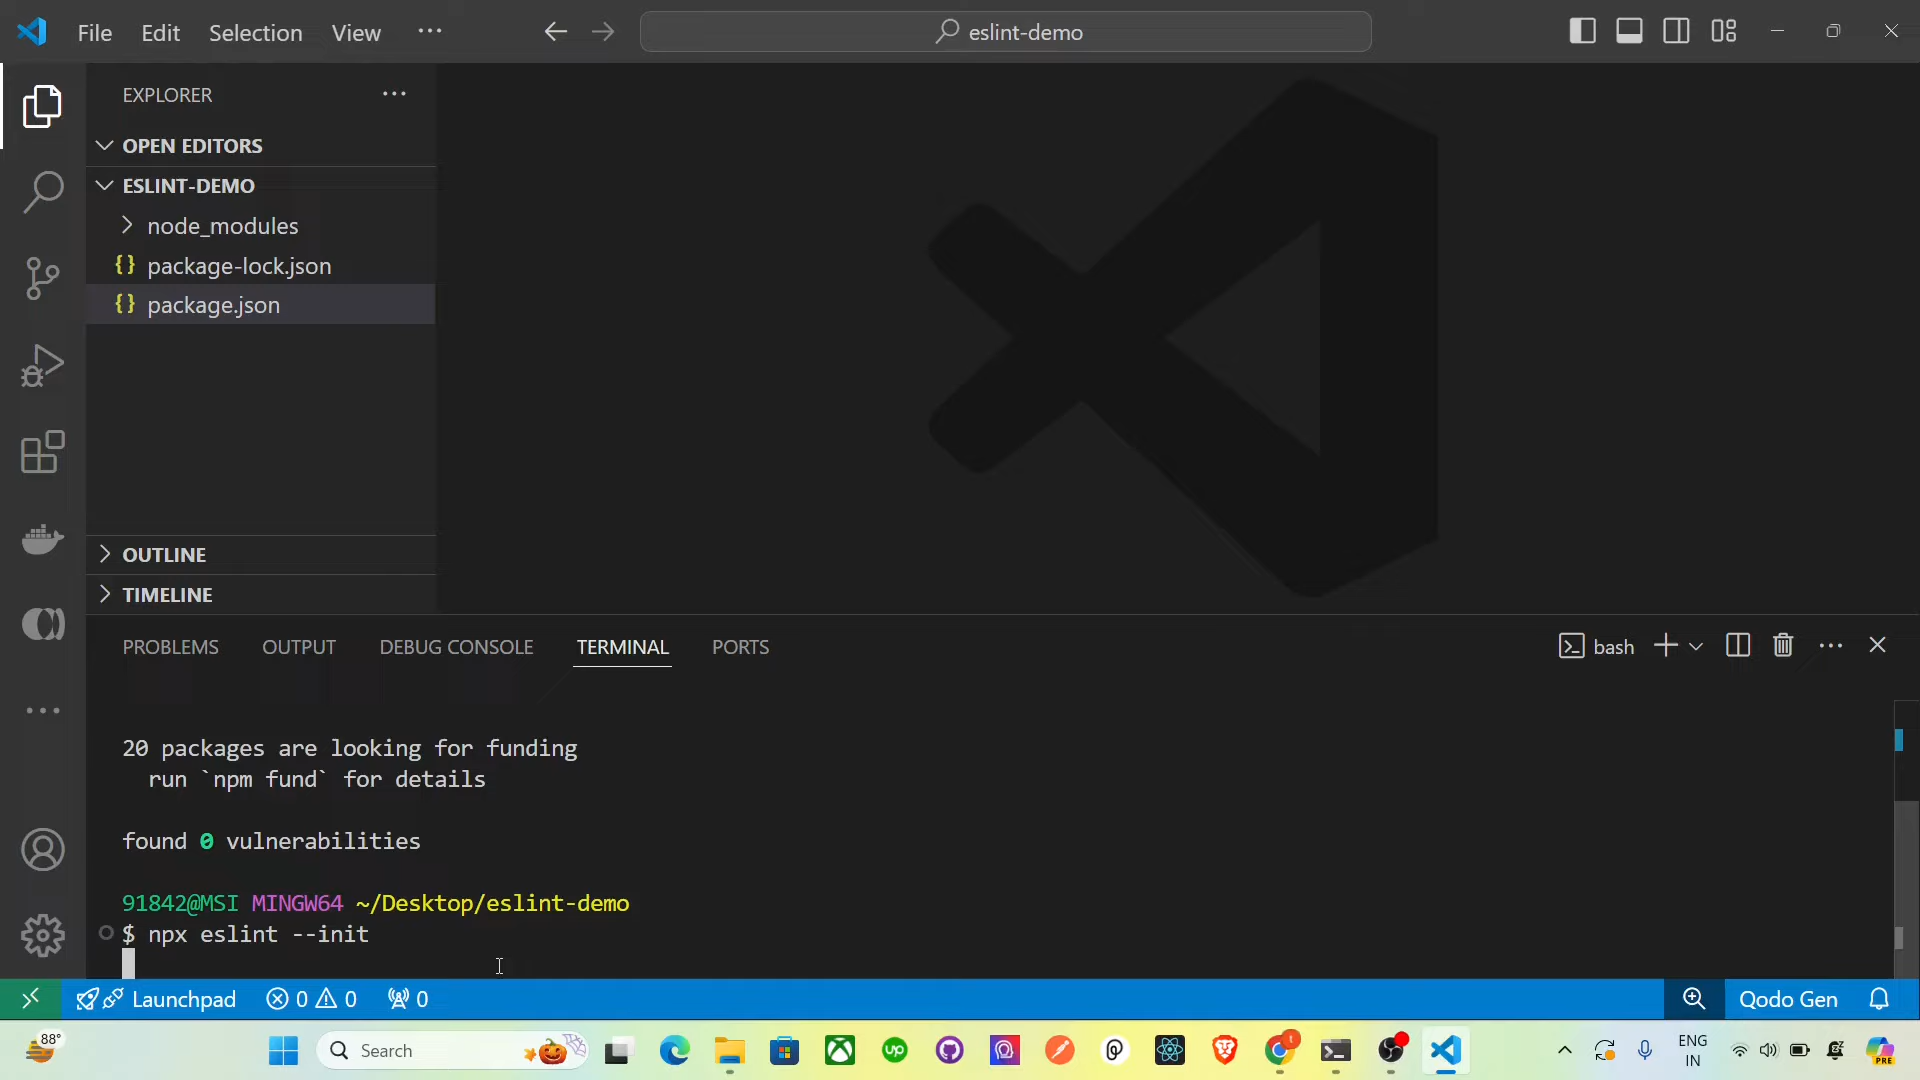 File Edit Selection View ···
eslint-demo
EXPLORER ···
OPEN EDITORS
ESLINT-DEMO
node_modules
{} package-lock.json
{} package.json
OUTLINE
TIMELINE
PROBLEMS OUTPUT DEBUG CONSOLE TERMINAL PORTS
bash
20 packages are looking for funding
run `npm fund` for details
found 0 vulnerabilities
91842@MSI MINGW64 ~/Desktop/eslint-demo
$ npx eslint --init
Launchpad 0 0 0
Qodo Gen
88°
Search
up
ENG
IN
PRE